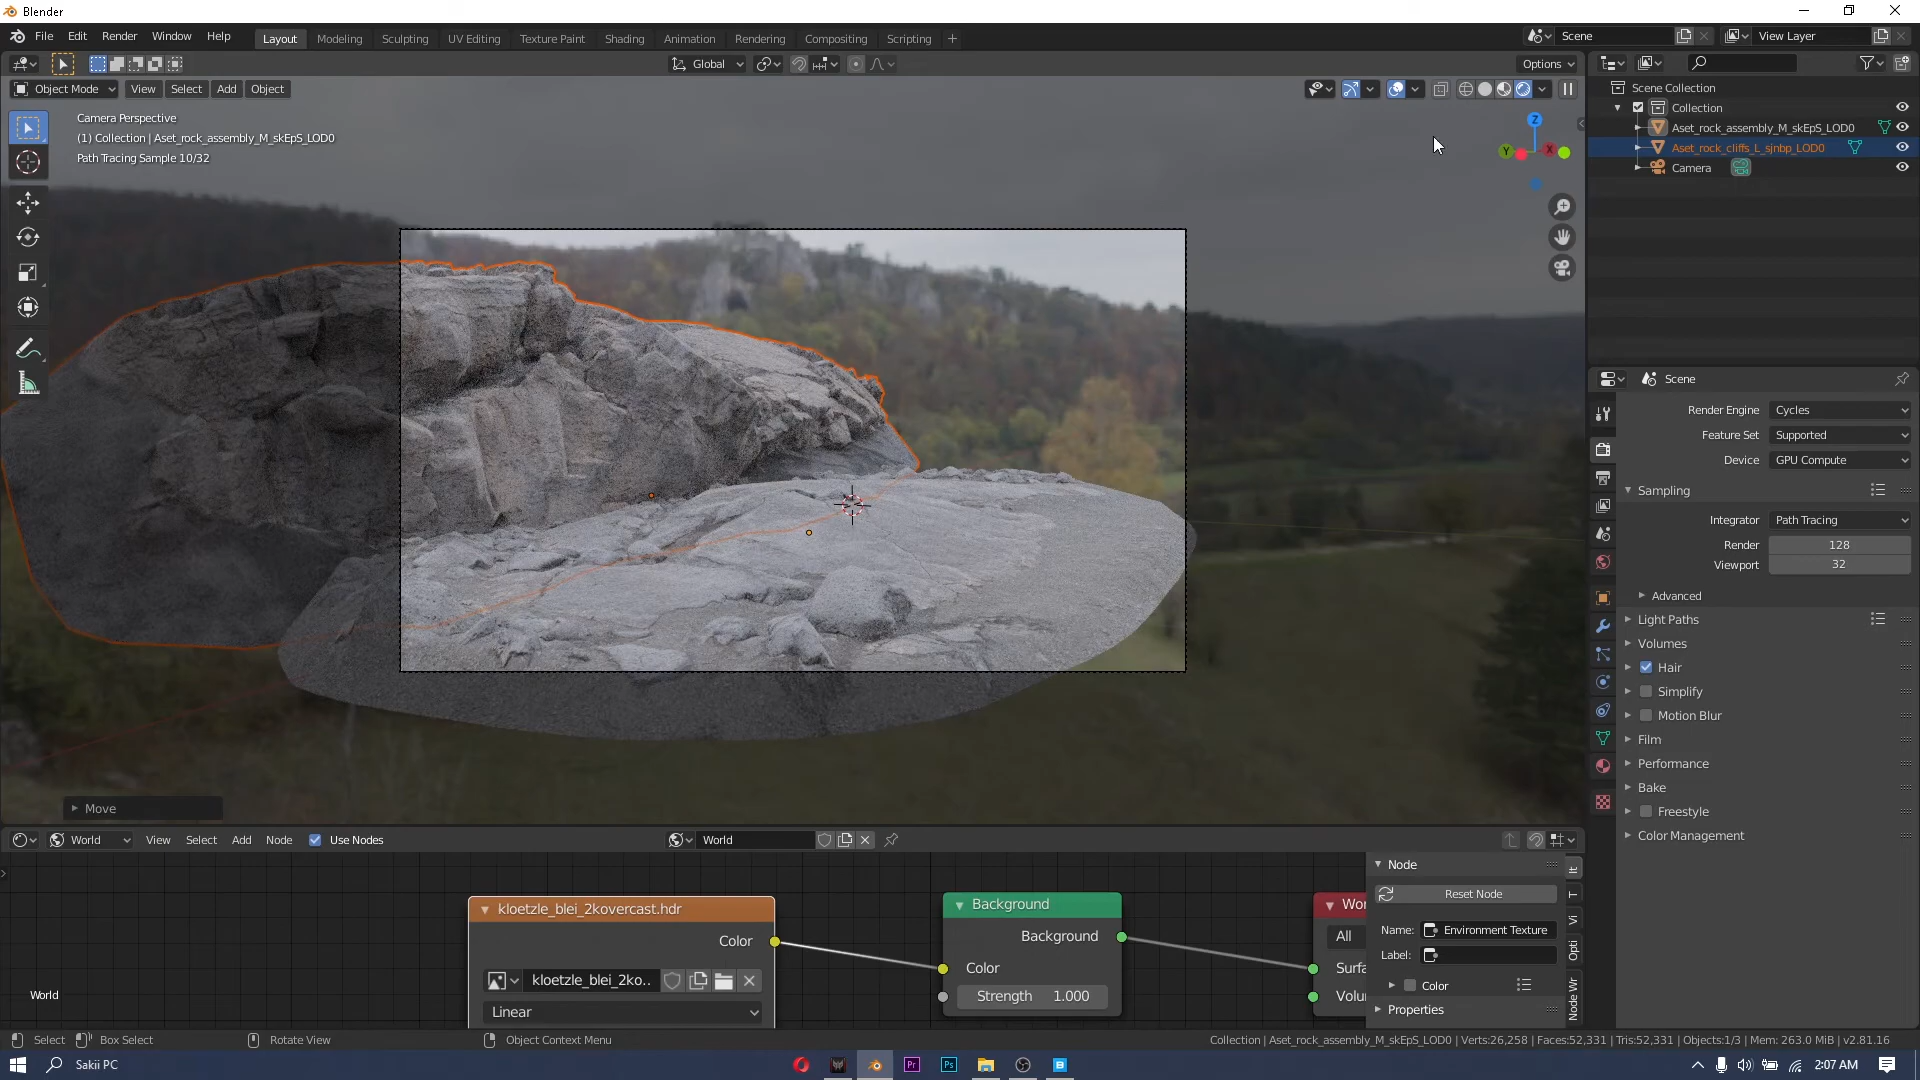 Blender
File Edit Render Window Help
Layout Modeling Sculpting UV Editing Texture Paint Shading Animation Rendering Compositing Scripting +
Scene
View Layer
Global
Options
Object Mode View Select Add Object
Camera Perspective
(1) Collection | Aset_rock_assembly_M_skEpS_LOD0
Path Tracing Sample 10/32
Z
Y
X
Scene Collection
Collection
Aset_rock_assembly_M_skEpS_LOD0
Aset_rock_cliffs_L_sjnbp_LOD0
Camera
Scene
Render Engine Cycles
Feature Set Supported
Device GPU Compute
Sampling
Integrator Path Tracing
Render 128
Viewport 32
Advanced
Light Paths
Volumes
Hair
Simplify
Motion Blur
Film
Performance
Bake
Freestyle
Color Management
Move
World View Select Add Node Use Nodes
World
kloetzle_blei_2kovercast.hdr
Color
kloetzle_blei_2ko..
Linear
Background
Background
Color
Strength 1.000
Wor
All
Surfa
Volu
Node
Reset Node
Name: Environment Texture
Label:
Color
Properties
It
T
Vi
Opti
Node Wr
World
Select Box Select Rotate View Object Context Menu
Collection | Aset_rock_assembly_M_skEpS_LOD0 | Verts:26,258 | Faces:52,331 | Tris:52,331 | Objects:1/3 | Mem: 263.0 MiB | v2.81.16
Sakii PC
Pr
Ps
2:07 AM